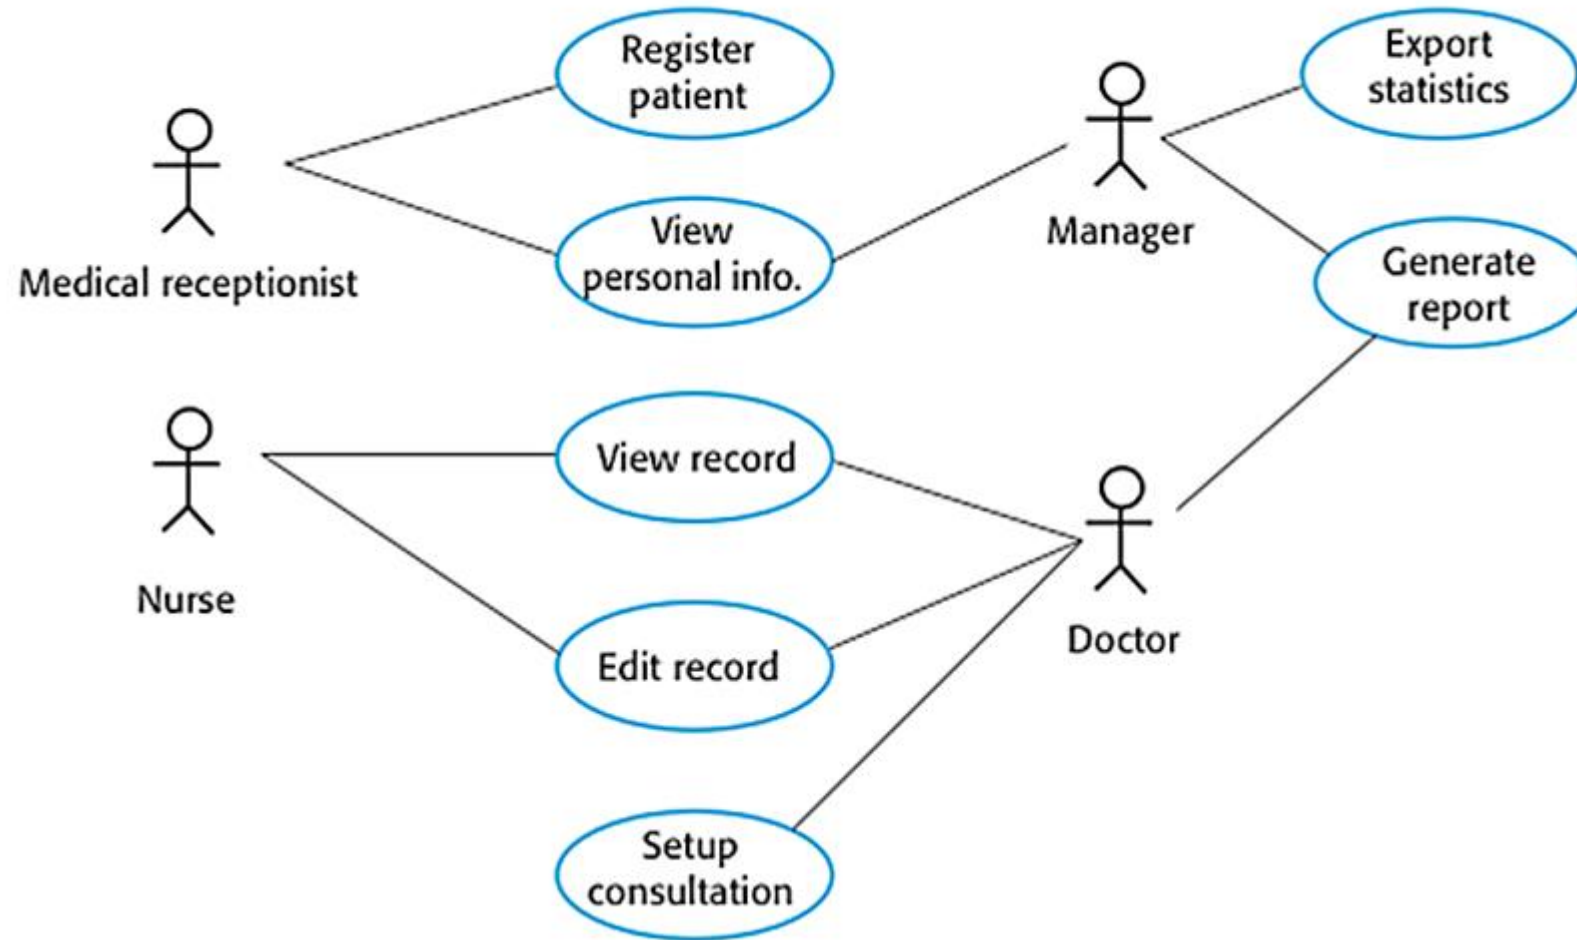 Register
patient
Export
statistics
Medical receptionist
View
personal info.
Manager
Generate
report
Nurse
View record
Edit record
Doctor
Setup
consultation